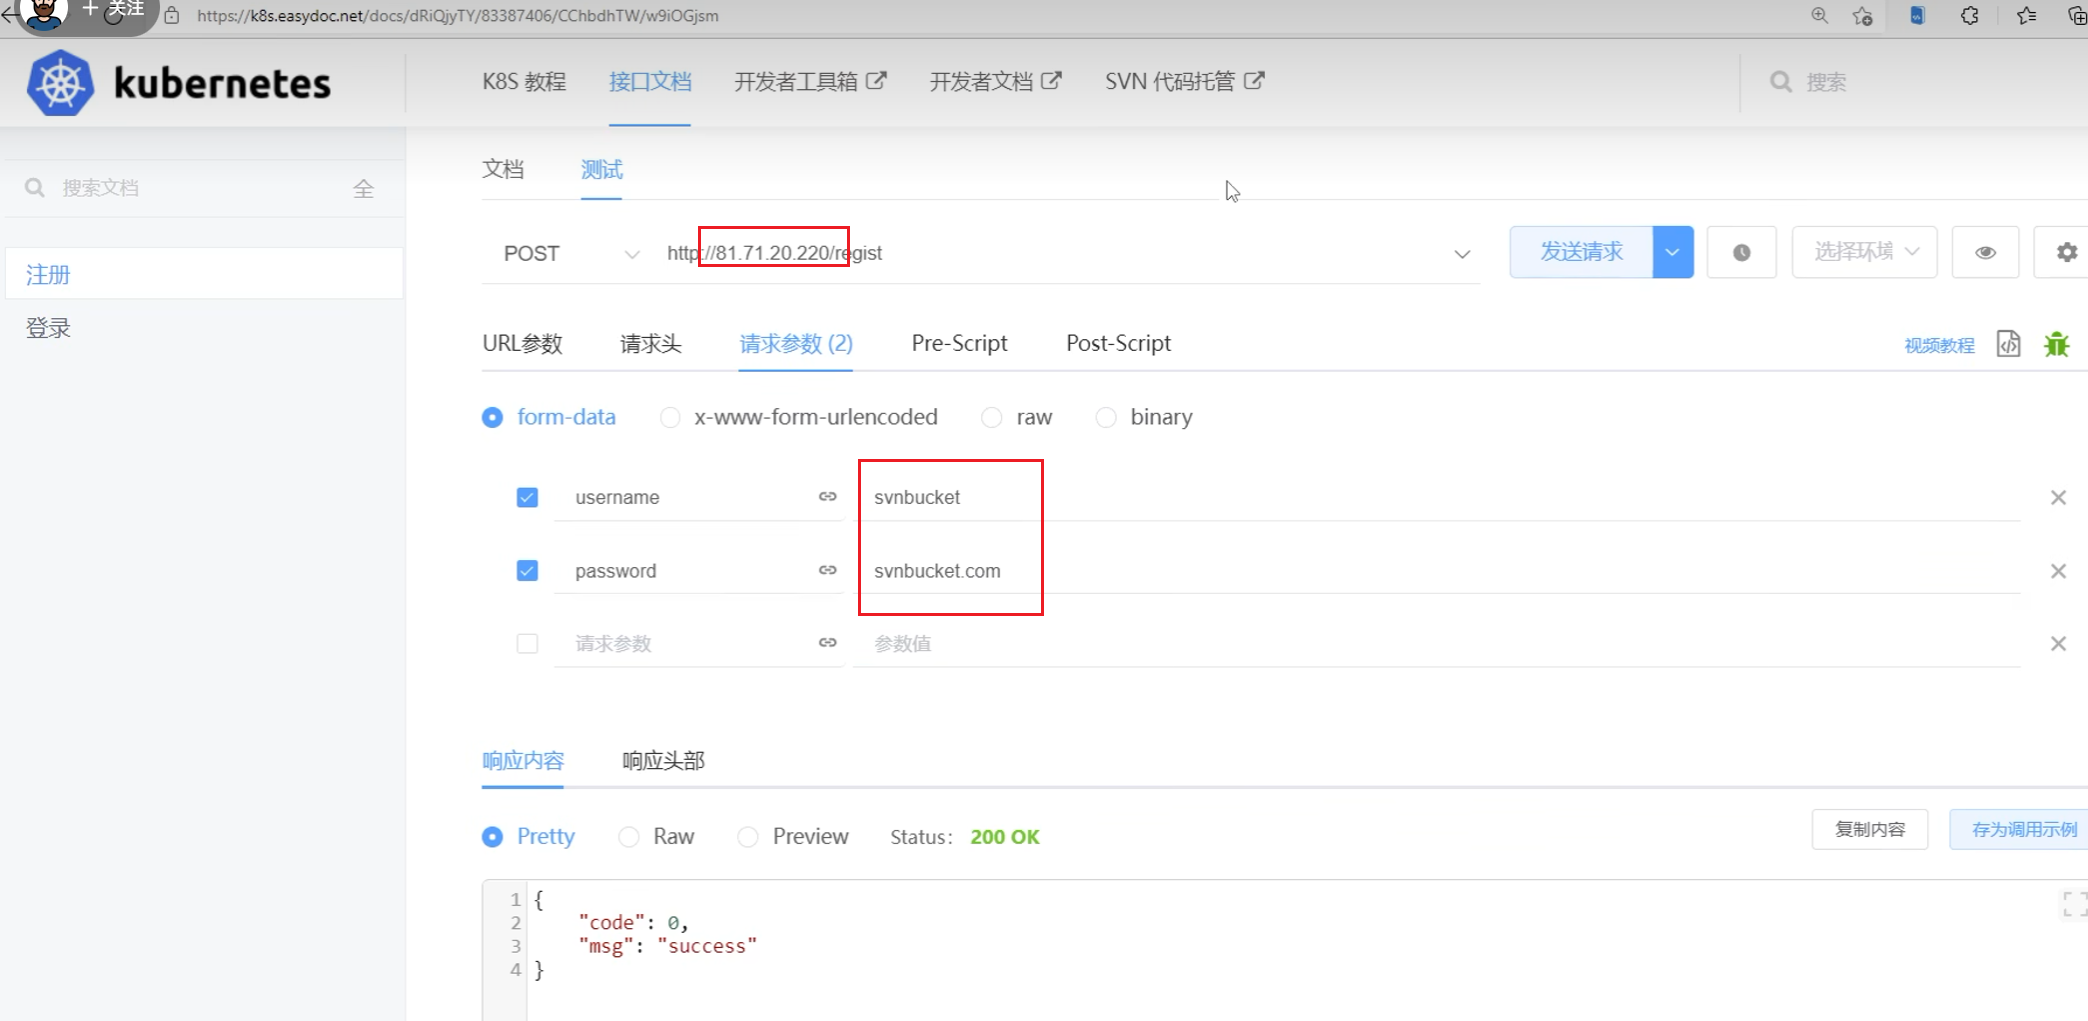 + 关注
https://k8s.easydoc.net/docs/dRiQjyTY/83387406/CChbdhTW/w9iOGjsm
kubernetes
K8S 教程
接口文档
开发者工具箱
开发者文档
SVN 代码托管
搜索
搜索文档
全
注册
登录
文档
测试
POST
http://81.71.20.220/regist
发送请求
选择环境
URL参数
请求头
请求参数 (2)
Pre-Script
Post-Script
视频教程
form-data
x-www-form-urlencoded
raw
binary
username
svnbucket
password
svnbucket.com
请求参数
参数值
响应内容
响应头部
Pretty
Raw
Preview
Status: 200 OK
复制内容
存为调用示例
1 {
2 "code": 0,
3 "msg": "success"
4 }